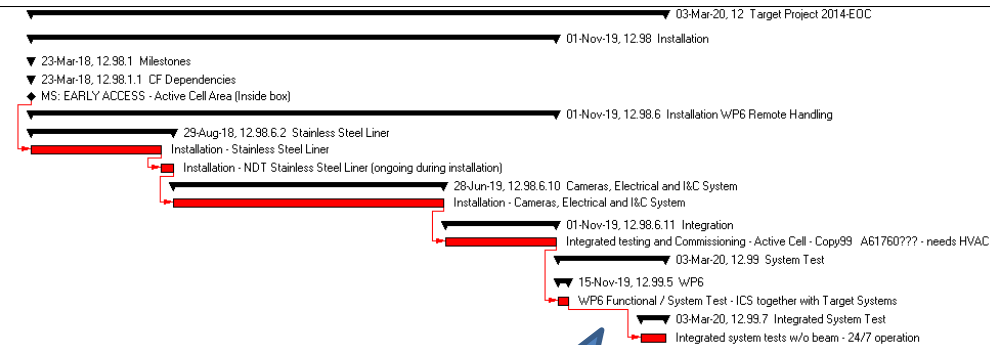 03-Mar-20, 12 Target Project 2014-EOC
01-Nov-19, 12.98 Installation
23-Mar-18, 12.98.1 Milestones
23-Mar-18, 12.98.1.1 CF Dependencies
MS: EARLY ACCESS - Active Cell Area (Inside box)
01-Nov-19, 12.98.6 Installation WP6 Remote Handling
29-Aug-18, 12.98.6.2 Stainless Steel Liner
Installation - Stainless Steel Liner
Installation - NDT Stainless Steel Liner (ongoing during installation)
28-Jun-19, 12.98.6.10 Cameras, Electrical and I&C System
Installation - Cameras, Electrical and I&C System
01-Nov-19, 12.98.6.11 Integration
Integrated testing and Commissioning - Active Cell - Copy99 A61760??? - needs HVAC
03-Mar-20, 12.99 System Test
15-Nov-19, 12.99.5 WP6
WP6 Functional / System Test - ICS together with Target Systems
03-Mar-20, 12.99.7 Integrated System Test
Integrated system tests w/o beam - 24/7 operation